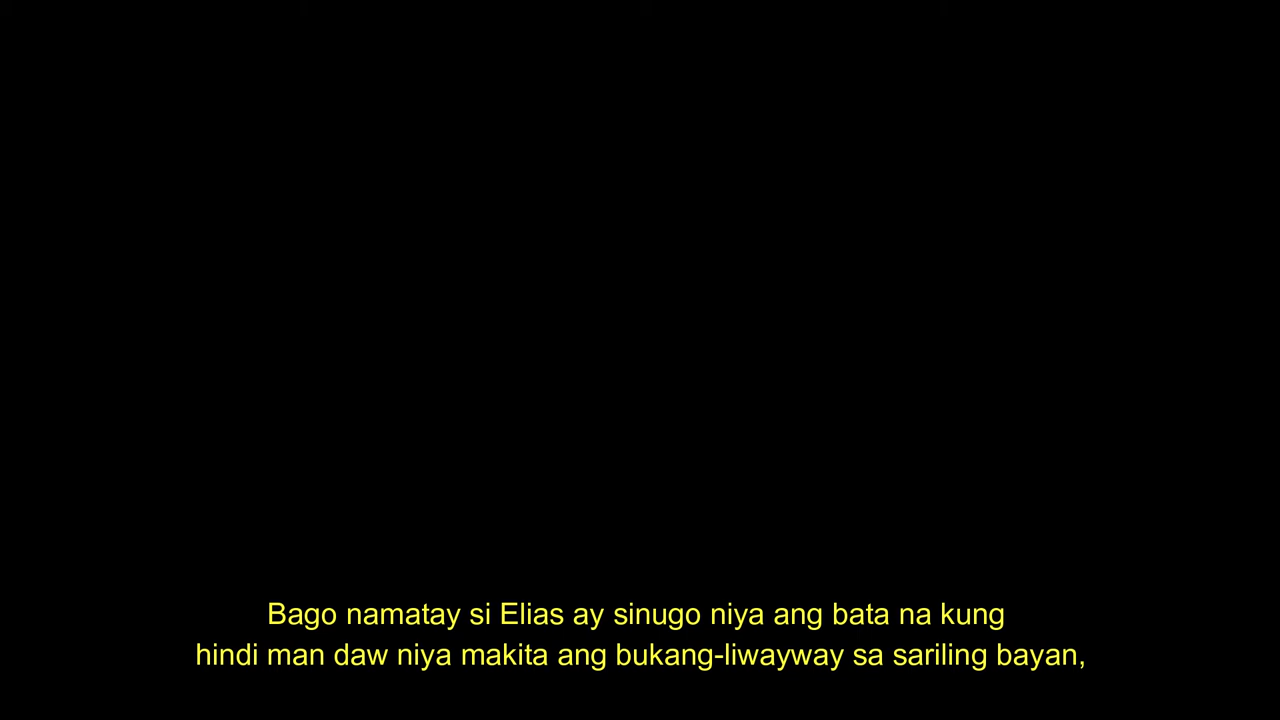 Bago namatay si Elias ay sinugo niya ang bata na kung
hindi man daw niya makita ang bukang-liwayway sa sariling bayan,